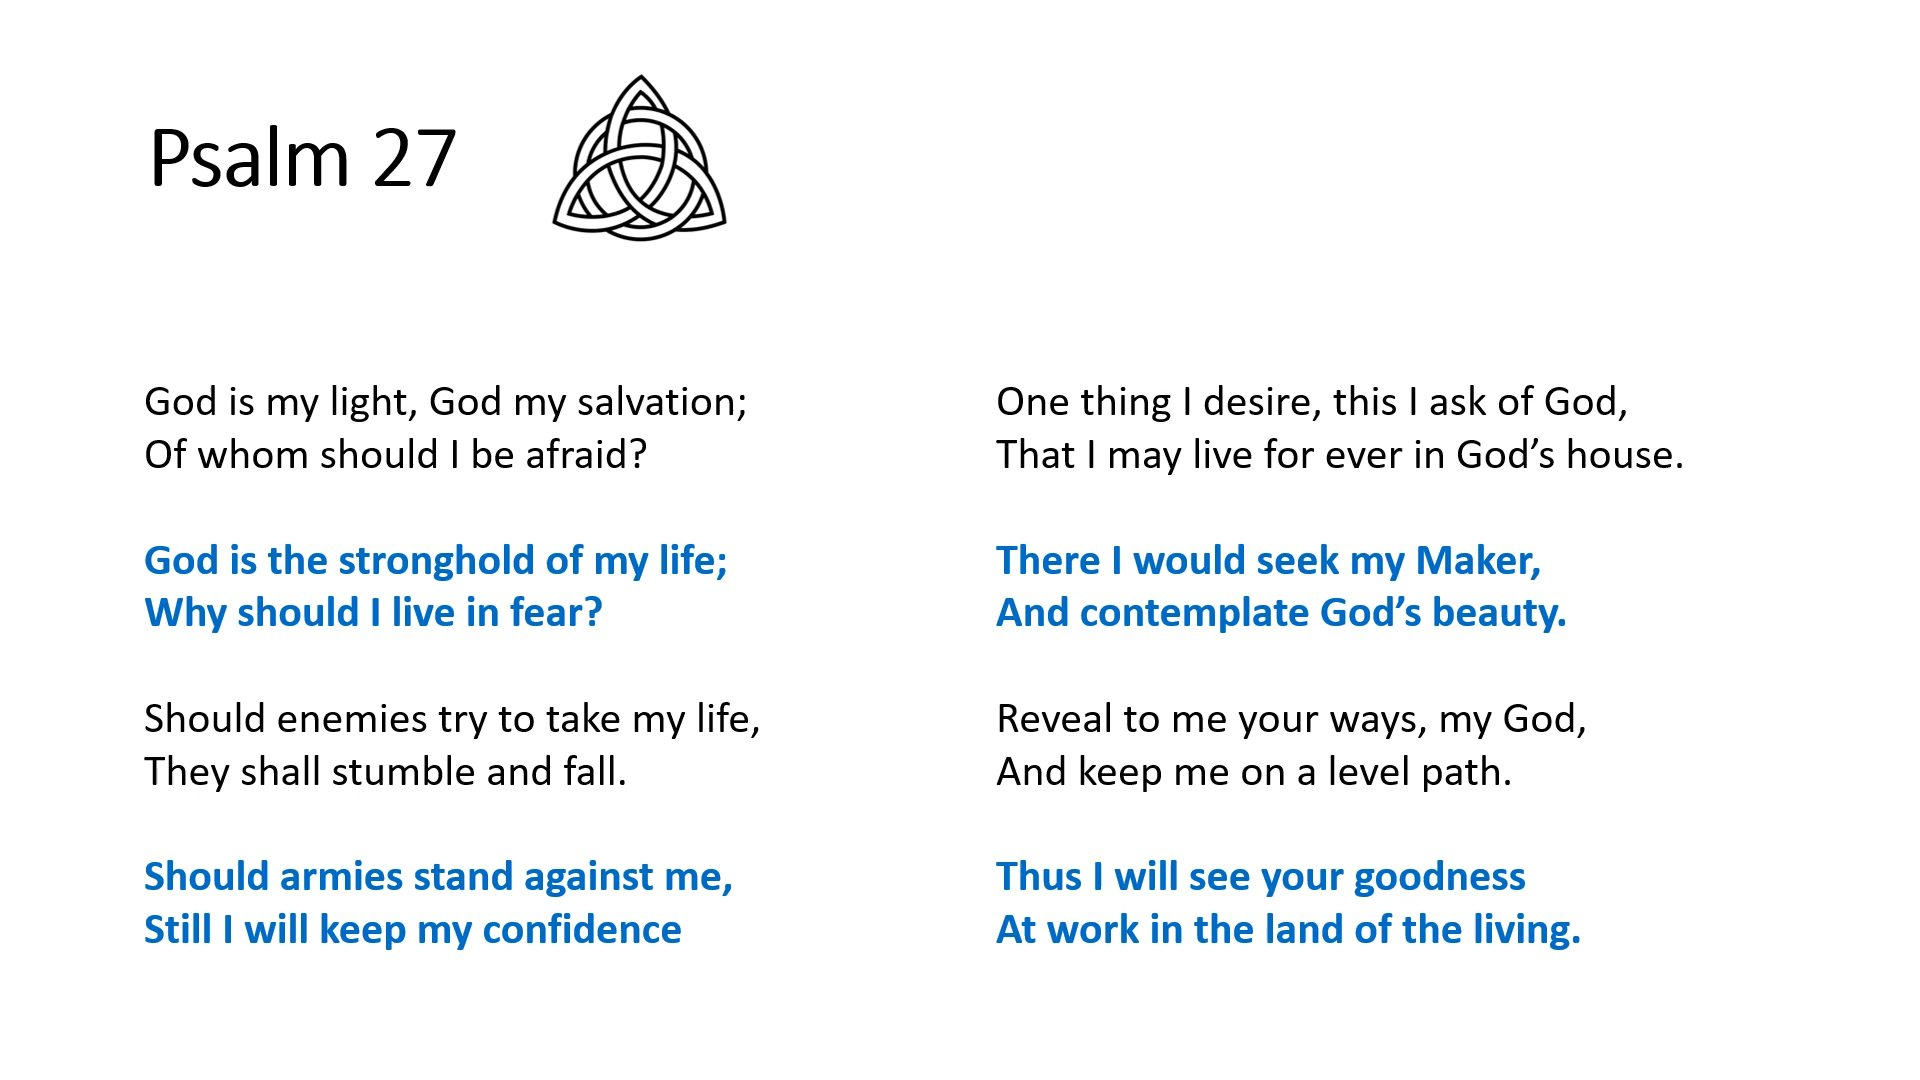 Psalm 27
God is my light, God my salvation;
Of whom should I be afraid?
God is the stronghold of my life;
Why should I live in fear?
Should enemies try to take my life,
They shall stumble and fall.
Should armies stand against me,
Still I will keep my confidence
One thing I desire, this I ask of God,
That I may live for ever in God’s house.
There I would seek my Maker,
And contemplate God’s beauty.
Reveal to me your ways, my God,
And keep me on a level path.
Thus I will see your goodness
At work in the land of the living.